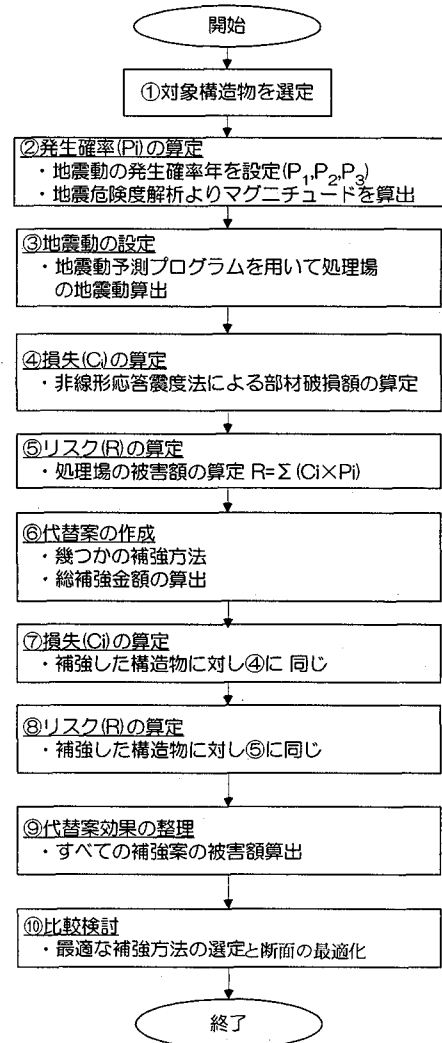 開始
①対象構造物を選定
②発生確率(Pi)の算定
・地震動の発生確率年を設定(P1,P2,P3)
・地震危険度解析よりマグニチュードを算出
③地震動の設定
・地震動予測プログラムを用いて処理場
の地震動算出
④損失(Ci)の算定
・非線形応答震度法による部材破損額の算定
⑤リスク(R)の算定
・処理場の被害額の算定 R=Σ(Ci×Pi)
⑥代替案の作成
・幾つかの補強方法
・総補強金額の算出
⑦損失(Ci)の算定
・補強した構造物に対し④に 同じ
⑧リスク(R)の算定
・補強した構造物に対し⑤に同じ
⑨代替案効果の整理
・すべての補強案の被害額算出
⑩比較検討
・最適な補強方法の選定と断面の最適化
終了